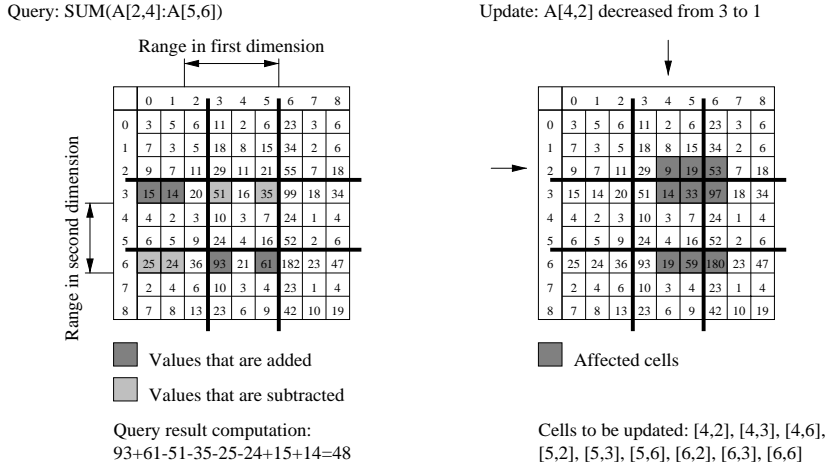 Query: SUM(A[2,4]:A[5,6])
Range in first dimension
Range in second dimension
0 1 2 3 4 5 6 7 8
0 3 5 6 11 2 6 23 3 6
1 7 3 5 18 8 15 34 2 6
2 9 7 11 29 11 21 55 7 18
3 15 14 20 51 16 35 99 18 34
4 4 2 3 10 3 7 24 1 4
5 6 5 9 24 4 16 52 2 6
6 25 24 36 93 21 61 182 23 47
7 2 4 6 10 3 4 23 1 4
8 7 8 13 23 6 9 42 10 19
Values that are added
Values that are subtracted
Query result computation:
93+61-51-35-25-24+15+14=48
Update: A[4,2] decreased from 3 to 1
0 1 2 3 4 5 6 7 8
0 3 5 6 11 2 6 23 3 6
1 7 3 5 18 8 15 34 2 6
2 9 7 11 29 9 19 53 7 18
3 15 14 20 51 14 33 97 18 34
4 4 2 3 10 3 7 24 1 4
5 6 5 9 24 4 16 52 2 6
6 25 24 36 93 19 59 180 23 47
7 2 4 6 10 3 4 23 1 4
8 7 8 13 23 6 9 42 10 19
Affected cells
Cells to be updated: [4,2], [4,3], [4,6],
[5,2], [5,3], [5,6], [6,2], [6,3], [6,6]